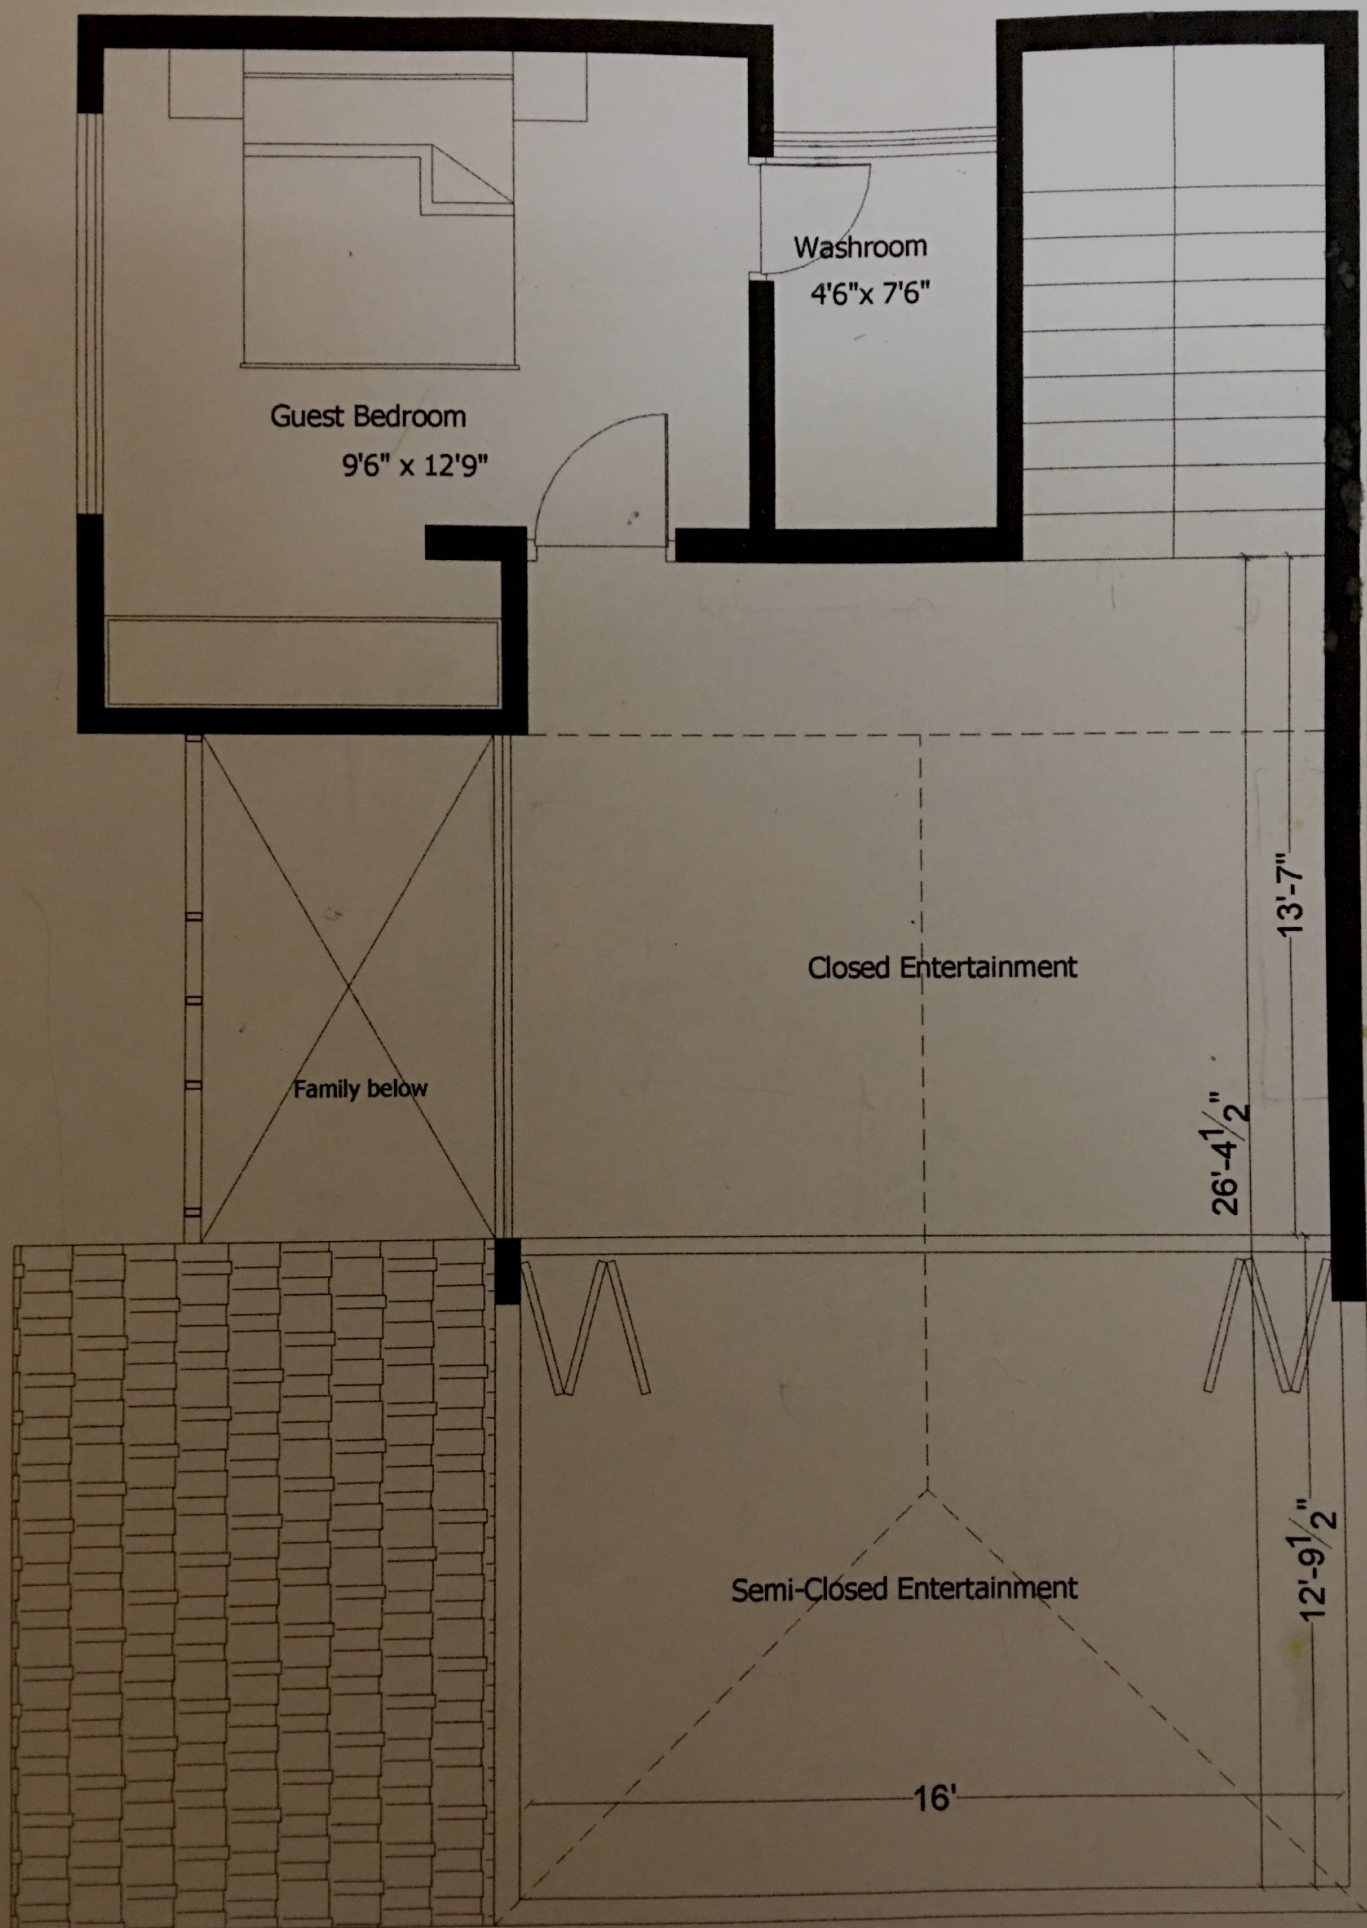 Washroom
4'6"x 7'6"
Guest Bedroom
9'6" x 12'9"
13'-7"
Closed Entertainment
Family below
26'-4½"
12'-9½"
Semi-Closed Entertainment
16'